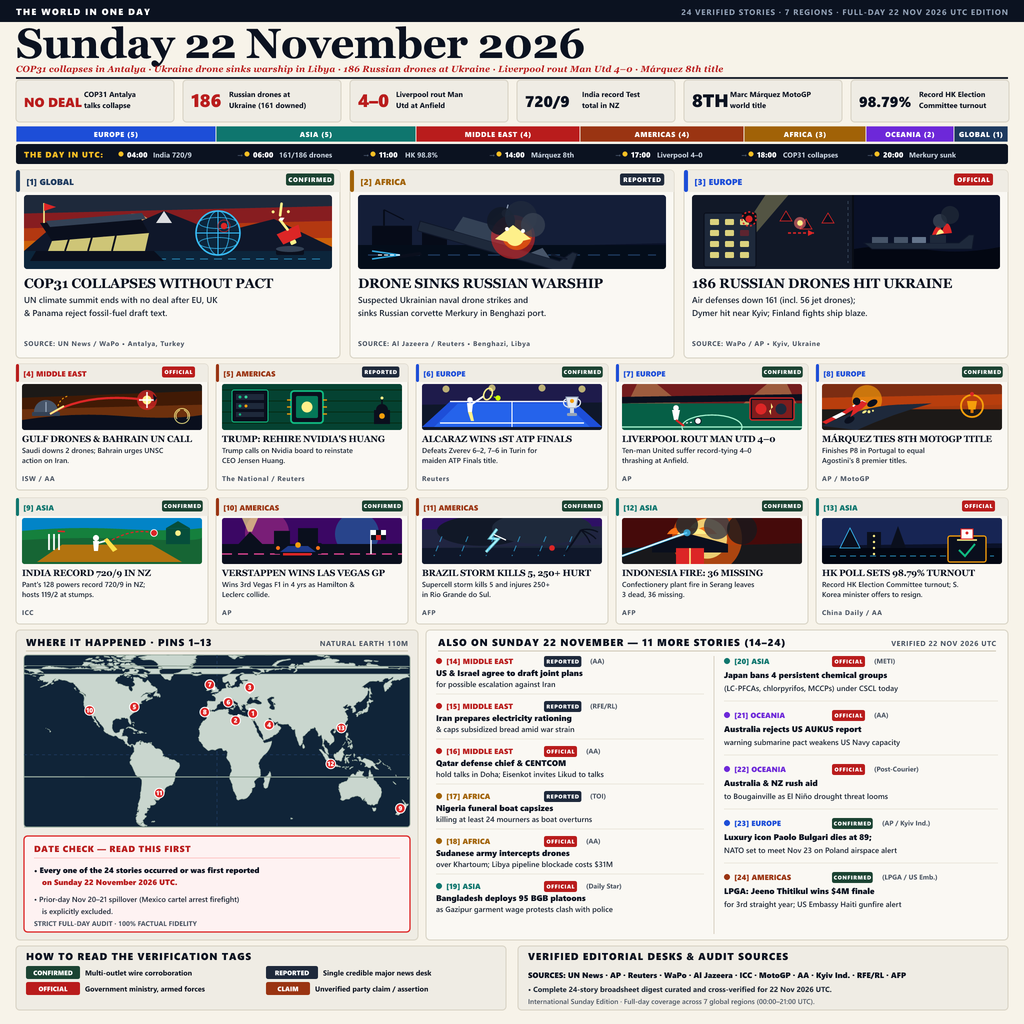 THE WORLD IN ONE DAY
24 VERIFIED STORIES · 7 REGIONS · FULL-DAY 22 NOV 2026 UTC EDITION
Sunday 22 November 2026
COP31 collapses in Antalya · Ukraine drone sinks warship in Libya · 186 Russian drones at Ukraine · Liverpool rout Man Utd 4–0 · Márquez 8th title
NO DEAL
COP31 Antalya
talks collapse
186
Russian drones at
Ukraine (161 downed)
4–0
Liverpool rout Man
Utd at Anfield
720/9
India record Test
total in NZ
8TH
Marc Márquez MotoGP
world title
98.79%
Record HK Election
Committee turnout
EUROPE (5)
ASIA (5)
MIDDLE EAST (4)
AMERICAS (4)
AFRICA (3)
OCEANIA (2)
GLOBAL (1)
THE DAY IN UTC:
04:00 India 720/9
→ 06:00 161/186 drones
→ 11:00 HK 98.8%
→ 14:00 Márquez 8th
→ 17:00 Liverpool 4–0
→ 18:00 COP31 collapses
→ 20:00 Merkury sunk
[1] GLOBAL
CONFIRMED
COP31 COLLAPSES WITHOUT PACT
UN climate summit ends with no deal after EU, UK
& Panama reject fossil-fuel draft text.
SOURCE: UN News / WaPo • Antalya, Turkey
[2] AFRICA
REPORTED
DRONE SINKS RUSSIAN WARSHIP
Suspected Ukrainian naval drone strikes and
sinks Russian corvette Merkury in Benghazi port.
SOURCE: Al Jazeera / Reuters • Benghazi, Libya
[3] EUROPE
OFFICIAL
186 RUSSIAN DRONES HIT UKRAINE
Air defenses down 161 (incl. 56 jet drones);
Dymer hit near Kyiv; Finland fights ship blaze.
SOURCE: WaPo / AP • Kyiv, Ukraine
[4] MIDDLE EAST
OFFICIAL
GULF DRONES & BAHRAIN UN CALL
Saudi downs 2 drones; Bahrain urges UNSC
action on Iran.
ISW / AA
[5] AMERICAS
REPORTED
TRUMP: REHIRE NVIDIA'S HUANG
Trump calls on Nvidia board to reinstate
CEO Jensen Huang.
The National / Reuters
[6] EUROPE
CONFIRMED
ALCARAZ WINS 1ST ATP FINALS
Defeats Zverev 6–2, 7–6 in Turin for
maiden ATP Finals title.
Reuters
[7] EUROPE
CONFIRMED
LIVERPOOL ROUT MAN UTD 4–0
Ten-man United suffer record-tying 4–0
thrashing at Anfield.
AP
[8] EUROPE
CONFIRMED
MÁRQUEZ TIES 8TH MOTOGP TITLE
Finishes P8 in Portugal to equal
Agostini's 8 premier titles.
AP / MotoGP
[9] ASIA
CONFIRMED
INDIA RECORD 720/9 IN NZ
Pant's 128 powers record 720/9 in NZ;
hosts 119/2 at stumps.
ICC
[10] AMERICAS
CONFIRMED
VERSTAPPEN WINS LAS VEGAS GP
Wins 3rd Vegas F1 in 4 yrs as Hamilton &
Leclerc collide.
AP
[11] AMERICAS
CONFIRMED
BRAZIL STORM KILLS 5, 250+ HURT
Supercell storm kills 5 and injures 250+
in Rio Grande do Sul.
AFP
[12] ASIA
CONFIRMED
INDONESIA FIRE: 36 MISSING
Confectionery plant fire in Serang leaves
3 dead, 36 missing.
AFP
[13] ASIA
OFFICIAL
HK POLL SETS 98.79% TURNOUT
Record HK Election Committee turnout; S.
Korea minister offers to resign.
China Daily / AA
WHERE IT HAPPENED · PINS 1–13
NATURAL EARTH 110M
7
3
6
10
5
8
1
2
4
13
12
11
9
DATE CHECK — READ THIS FIRST
• Every one of the 24 stories occurred or was first reported
on Sunday 22 November 2026 UTC.
• Prior-day Nov 20–21 spillover (Mexico cartel arrest firefight)
is explicitly excluded.
STRICT FULL-DAY AUDIT · 100% FACTUAL FIDELITY
ALSO ON SUNDAY 22 NOVEMBER — 11 MORE STORIES (14–24)
VERIFIED 22 NOV 2026 UTC
[14] MIDDLE EAST REPORTED (AA)
US & Israel agree to draft joint plans
for possible escalation against Iran
[15] MIDDLE EAST REPORTED (RFE/RL)
Iran prepares electricity rationing
& caps subsidized bread amid war strain
[16] MIDDLE EAST OFFICIAL (AA)
Qatar defense chief & CENTCOM
hold talks in Doha; Eisenkot invites Likud to talks
[17] AFRICA REPORTED (TOI)
Nigeria funeral boat capsizes
killing at least 24 mourners as boat overturns
[18] AFRICA OFFICIAL (AA)
Sudanese army intercepts drones
over Khartoum; Libya pipeline blockade costs $31M
[19] ASIA OFFICIAL (Daily Star)
Bangladesh deploys 95 BGB platoons
as Gazipur garment wage protests clash with police
[20] ASIA OFFICIAL (METI)
Japan bans 4 persistent chemical groups
(LC-PFCAs, chlorpyrifos, MCCPs) under CSCL today
[21] OCEANIA OFFICIAL (AA)
Australia rejects US AUKUS report
warning submarine pact weakens US Navy capacity
[22] OCEANIA OFFICIAL (Post-Courier)
Australia & NZ rush aid
to Bougainville as El Niño drought threat looms
[23] EUROPE CONFIRMED (AP / Kyiv Ind.)
Luxury icon Paolo Bulgari dies at 89;
NATO set to meet Nov 23 on Poland airspace alert
[24] AMERICAS CONFIRMED (LPGA / US Emb.)
LPGA: Jeeno Thitikul wins $4M finale
for 3rd straight year; US Embassy Haiti gunfire alert
HOW TO READ THE VERIFICATION TAGS
CONFIRMED Multi-outlet wire corroboration
REPORTED Single credible major news desk
OFFICIAL Government ministry, armed forces
CLAIM Unverified party claim / assertion
VERIFIED EDITORIAL DESKS & AUDIT SOURCES
SOURCES: UN News · AP · Reuters · WaPo · Al Jazeera · ICC · MotoGP · AA · Kyiv Ind. · RFE/RL · AFP
• Complete 24-story broadsheet digest curated and cross-verified for 22 Nov 2026 UTC.
International Sunday Edition · Full-day coverage across 7 global regions (00:00–21:00 UTC).